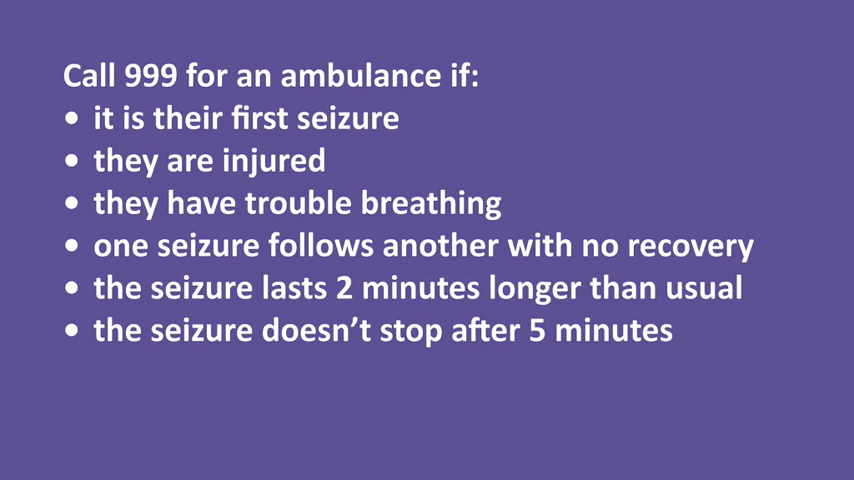 Call 999 for an ambulance if:
• it is their first seizure
• they are injured
• they have trouble breathing
• one seizure follows another with no recovery
• the seizure lasts 2 minutes longer than usual
• the seizure doesn’t stop after 5 minutes